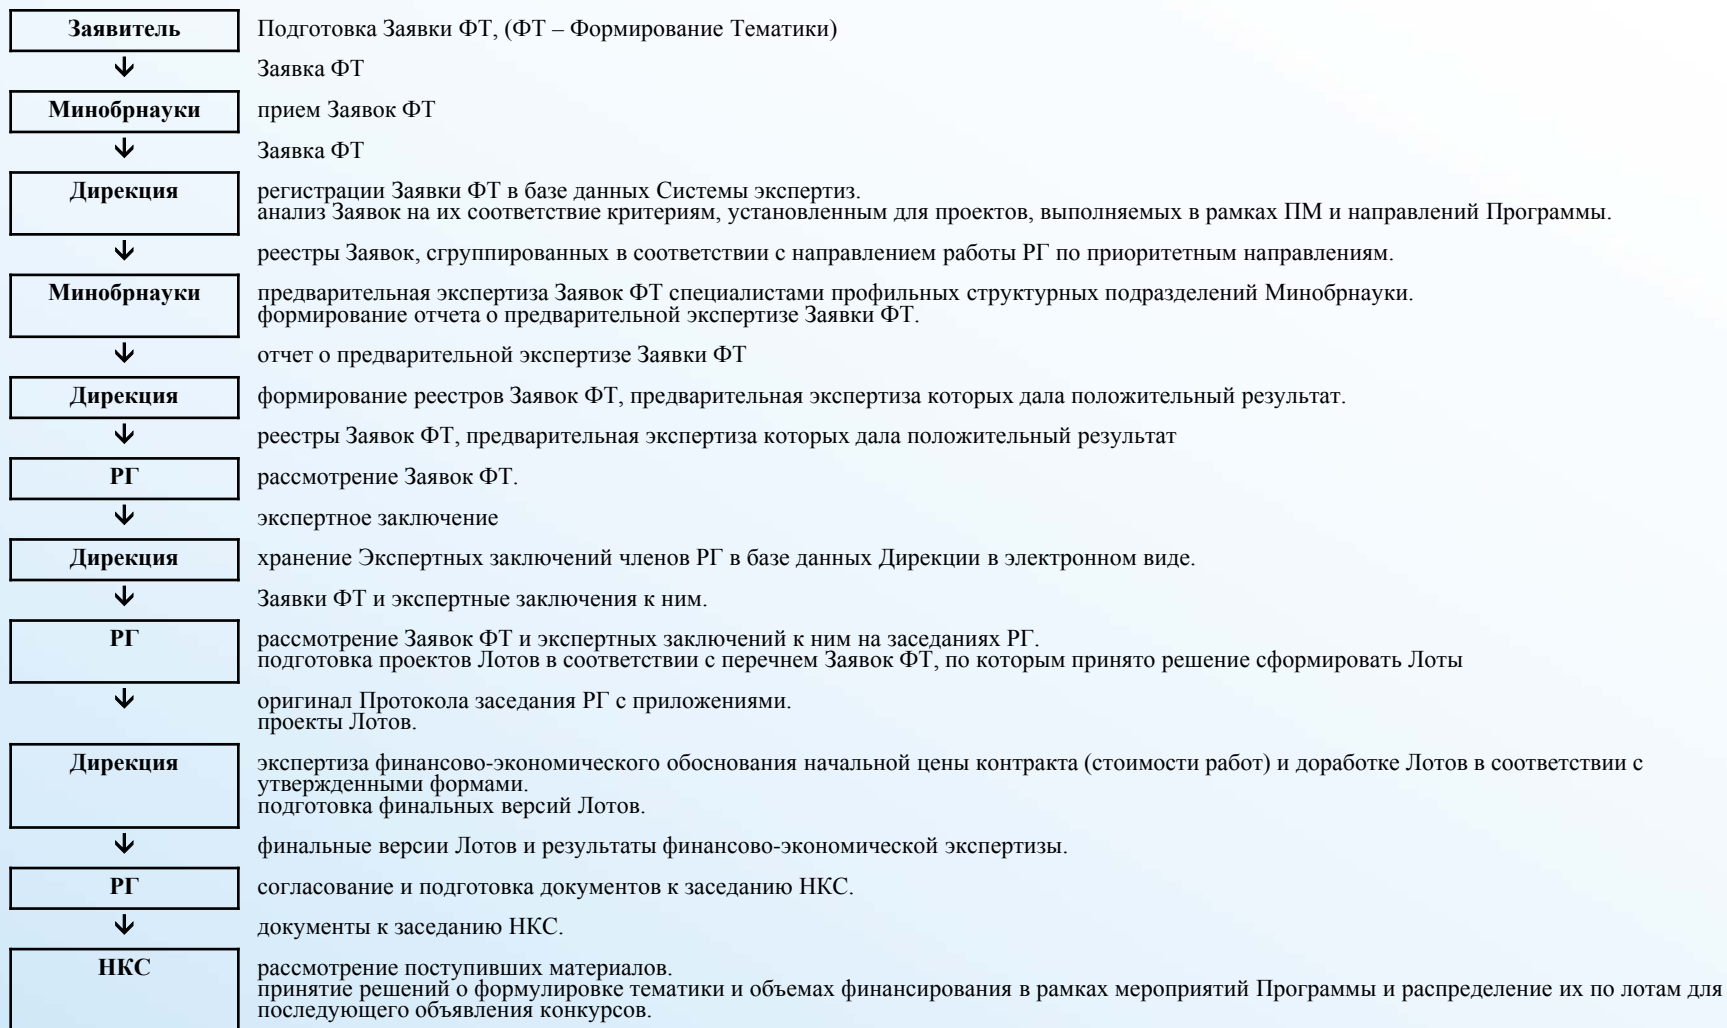 Заявитель Подготовка Заявки ФТ, (ФТ – Формирование Тематики)
Заявка ФТ
Минобрнауки прием Заявок ФТ
Заявка ФТ
Дирекция регистрации Заявки ФТ в базе данных Системы экспертиз.
анализ Заявок на их соответствие критериям, установленным для проектов, выполняемых в рамках ПМ и направлений Программы.
реестры Заявок, сгруппированных в соответствии с направлением работы РГ по приоритетным направлениям.
Минобрнауки предварительная экспертиза Заявок ФТ специалистами профильных структурных подразделений Минобрнауки.
формирование отчета о предварительной экспертизе Заявки ФТ.
отчет о предварительной экспертизе Заявки ФТ
Дирекция формирование реестров Заявок ФТ, предварительная экспертиза которых дала положительный результат.
реестры Заявок ФТ, предварительная экспертиза которых дала положительный результат
РГ рассмотрение Заявок ФТ.
экспертное заключение
Дирекция хранение Экспертных заключений членов РГ в базе данных Дирекции в электронном виде.
Заявки ФТ и экспертные заключения к ним.
РГ рассмотрение Заявок ФТ и экспертных заключений к ним на заседаниях РГ.
подготовка проектов Лотов в соответствии с перечнем Заявок ФТ, по которым принято решение сформировать Лоты
оригинал Протокола заседания РГ с приложениями.
проекты Лотов.
Дирекция экспертиза финансово-экономического обоснования начальной цены контракта (стоимости работ) и доработке Лотов в соответствии с
утвержденными формами.
подготовка финальных версий Лотов.
финальные версии Лотов и результаты финансово-экономической экспертизы.
РГ согласование и подготовка документов к заседанию НКС.
документы к заседанию НКС.
НКС рассмотрение поступивших материалов.
принятие решений о формулировке тематики и объемах финансирования в рамках мероприятий Программы и распределение их по лотам для
последующего объявления конкурсов.